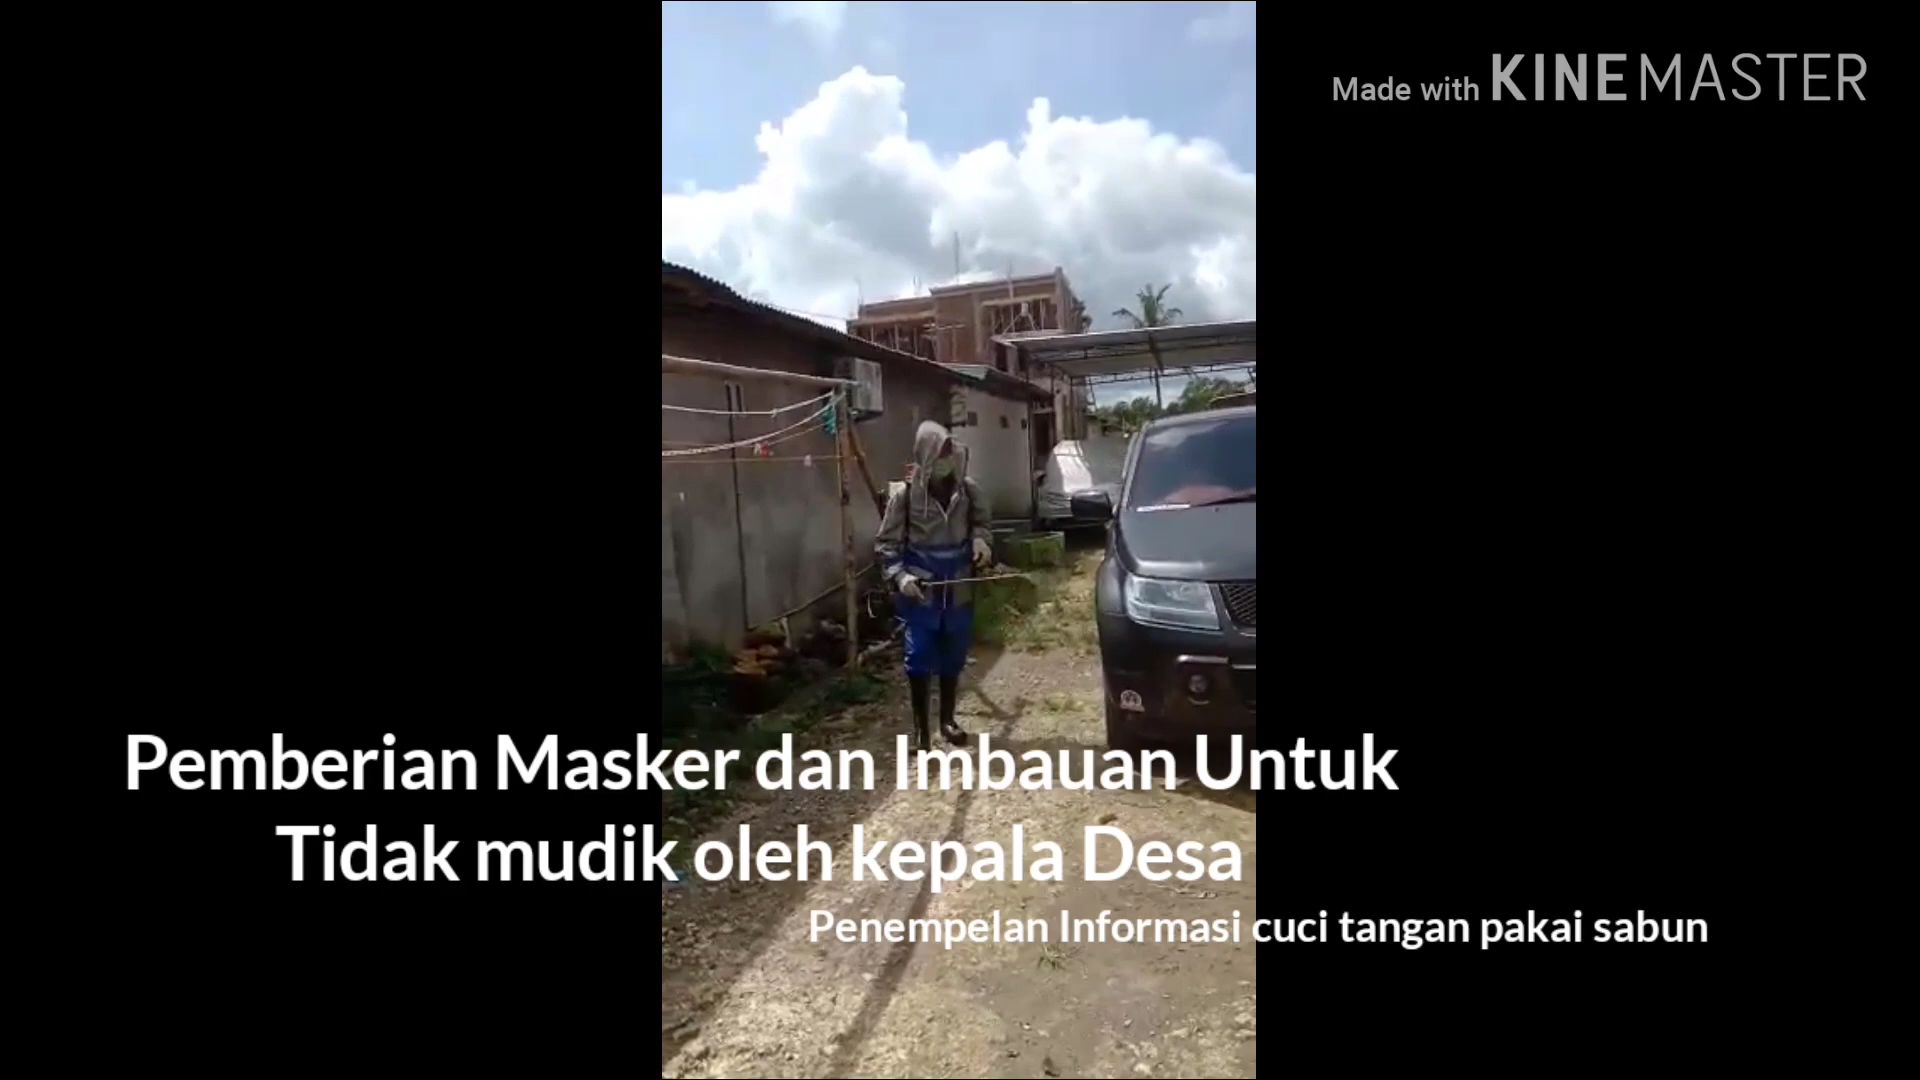 Made with KINEMASTER
Pemberian Masker dan Imbauan Untuk
Tidak mudik oleh kepala Desa
Penempelan Informasi cuci tangan pakai sabun